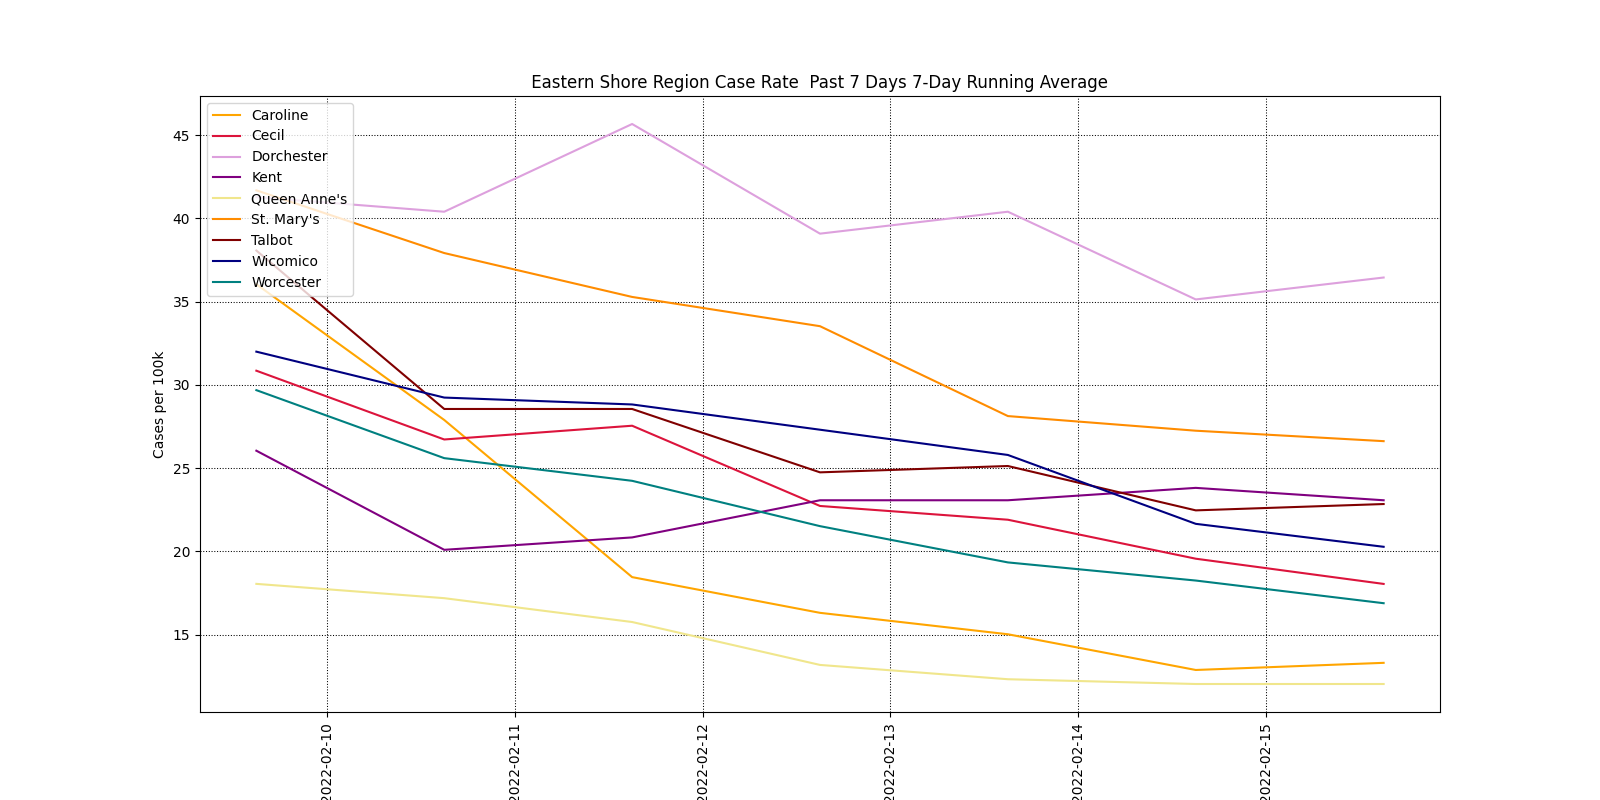 Eastern Shore Region Case Rate  Past 7 Days 7-Day Running Average
Caroline
Cecil
Dorchester
Kent
Queen Anne's
St. Mary's
Talbot
Wicomico
Worcester
Cases per 100k
45
40
35
30
25
20
15
2022-02-10
2022-02-11
2022-02-12
2022-02-13
2022-02-14
2022-02-15